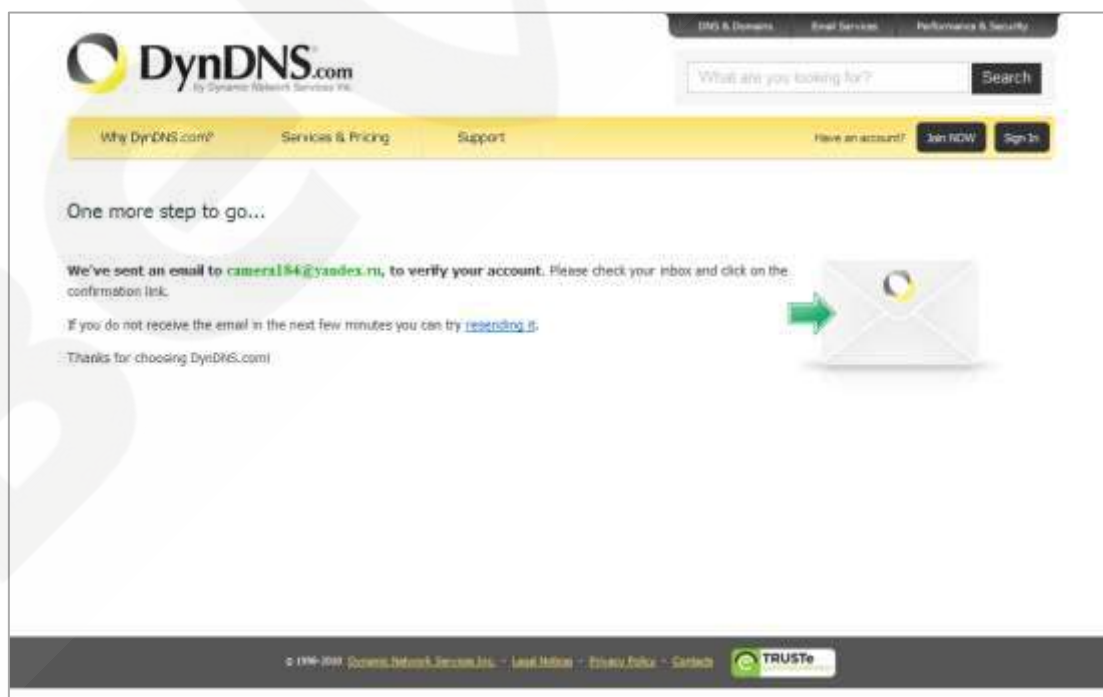 DNS & Domains Email Services Performance & Security
DynDNS.com
by Dynamic Network Services Inc.
What are you looking for? Search
Why DynDNS.com? Services & Pricing Support Have an account? Join NOW Sign In
One more step to go...
We've sent an email to camera184@yandex.ru, to verify your account. Please check your inbox and click on the
confirmation link.
If you do not receive the email in the next few minutes you can try resending it.
Thanks for choosing DynDNS.com!
© 1998-2010 Dynamic Network Services Inc. - Legal Notices - Privacy Policy - Contacts TRUSTe